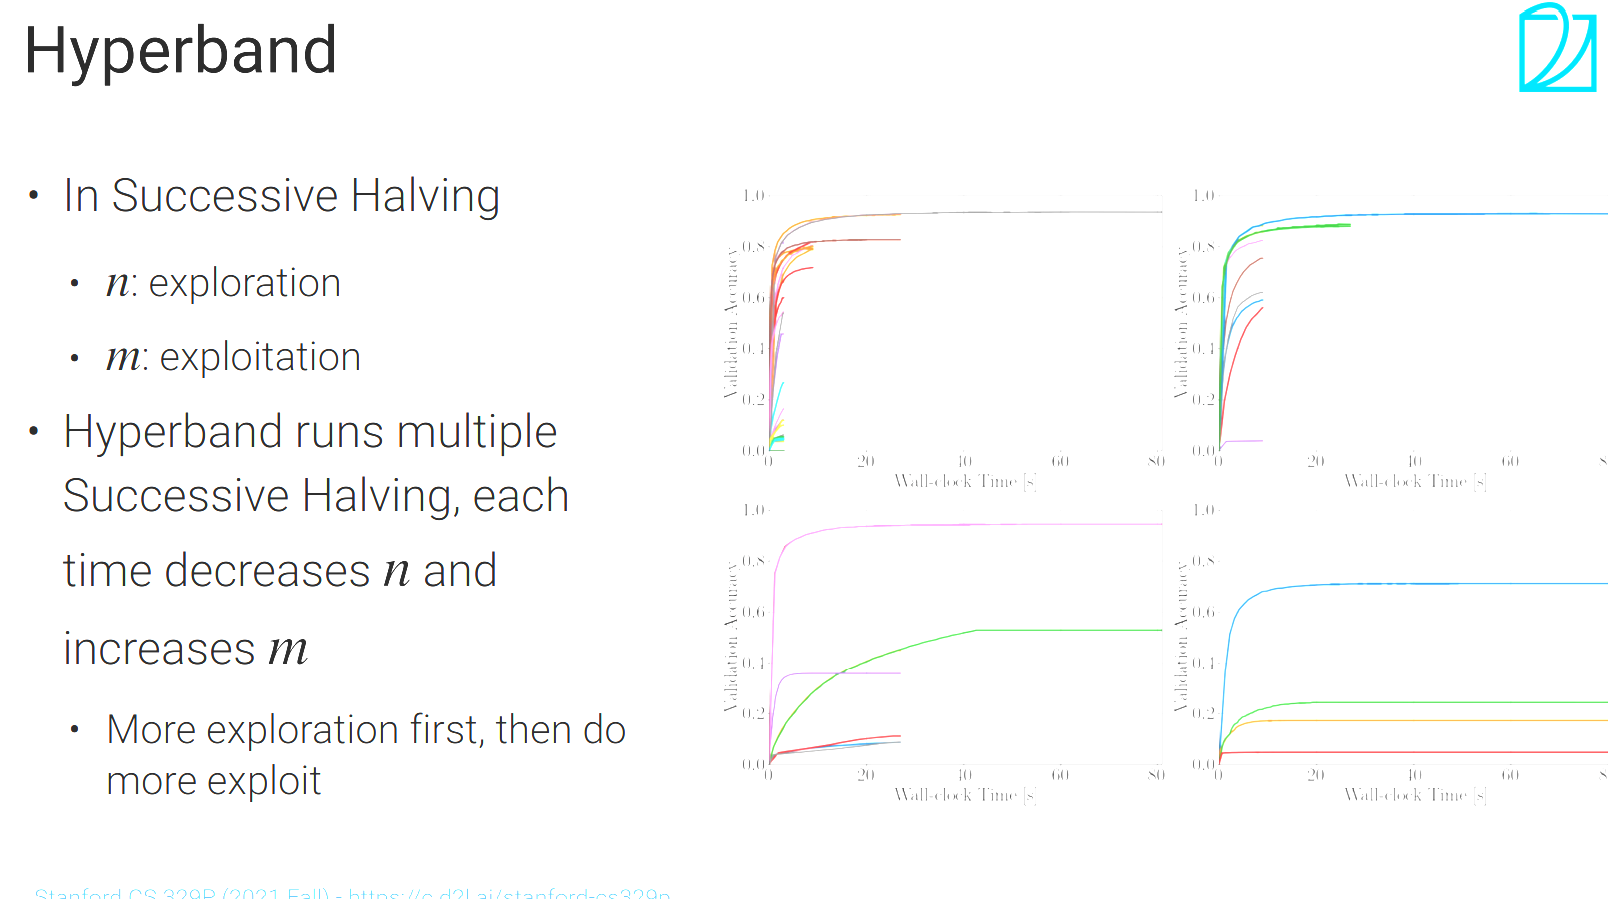 Hyperband
• In Successive Halving
• n: exploration
• m: exploitation
• Hyperband runs multiple
Successive Halving, each
time decreases n and
increases m
• More exploration first, then do
more exploit
1.0
0.8
0.6
0.4
0.2
0.0
0 20 40 60 80
Validation Accuracy
Wall-clock Time [s]
1.0
0.8
0.6
0.4
0.2
0.0
0 20 40 60
Validation Accuracy
Wall-clock Time [s]
1.0
0.8
0.6
0.4
0.2
0.0
0 20 40 60 80
Validation Accuracy
Wall-clock Time [s]
1.0
0.8
0.6
0.4
0.2
0.0
0 20 40 60
Validation Accuracy
Wall-clock Time [s]
Stanford CS 329P (2021 Fall) - https://c.d2l.ai/stanford-cs329p